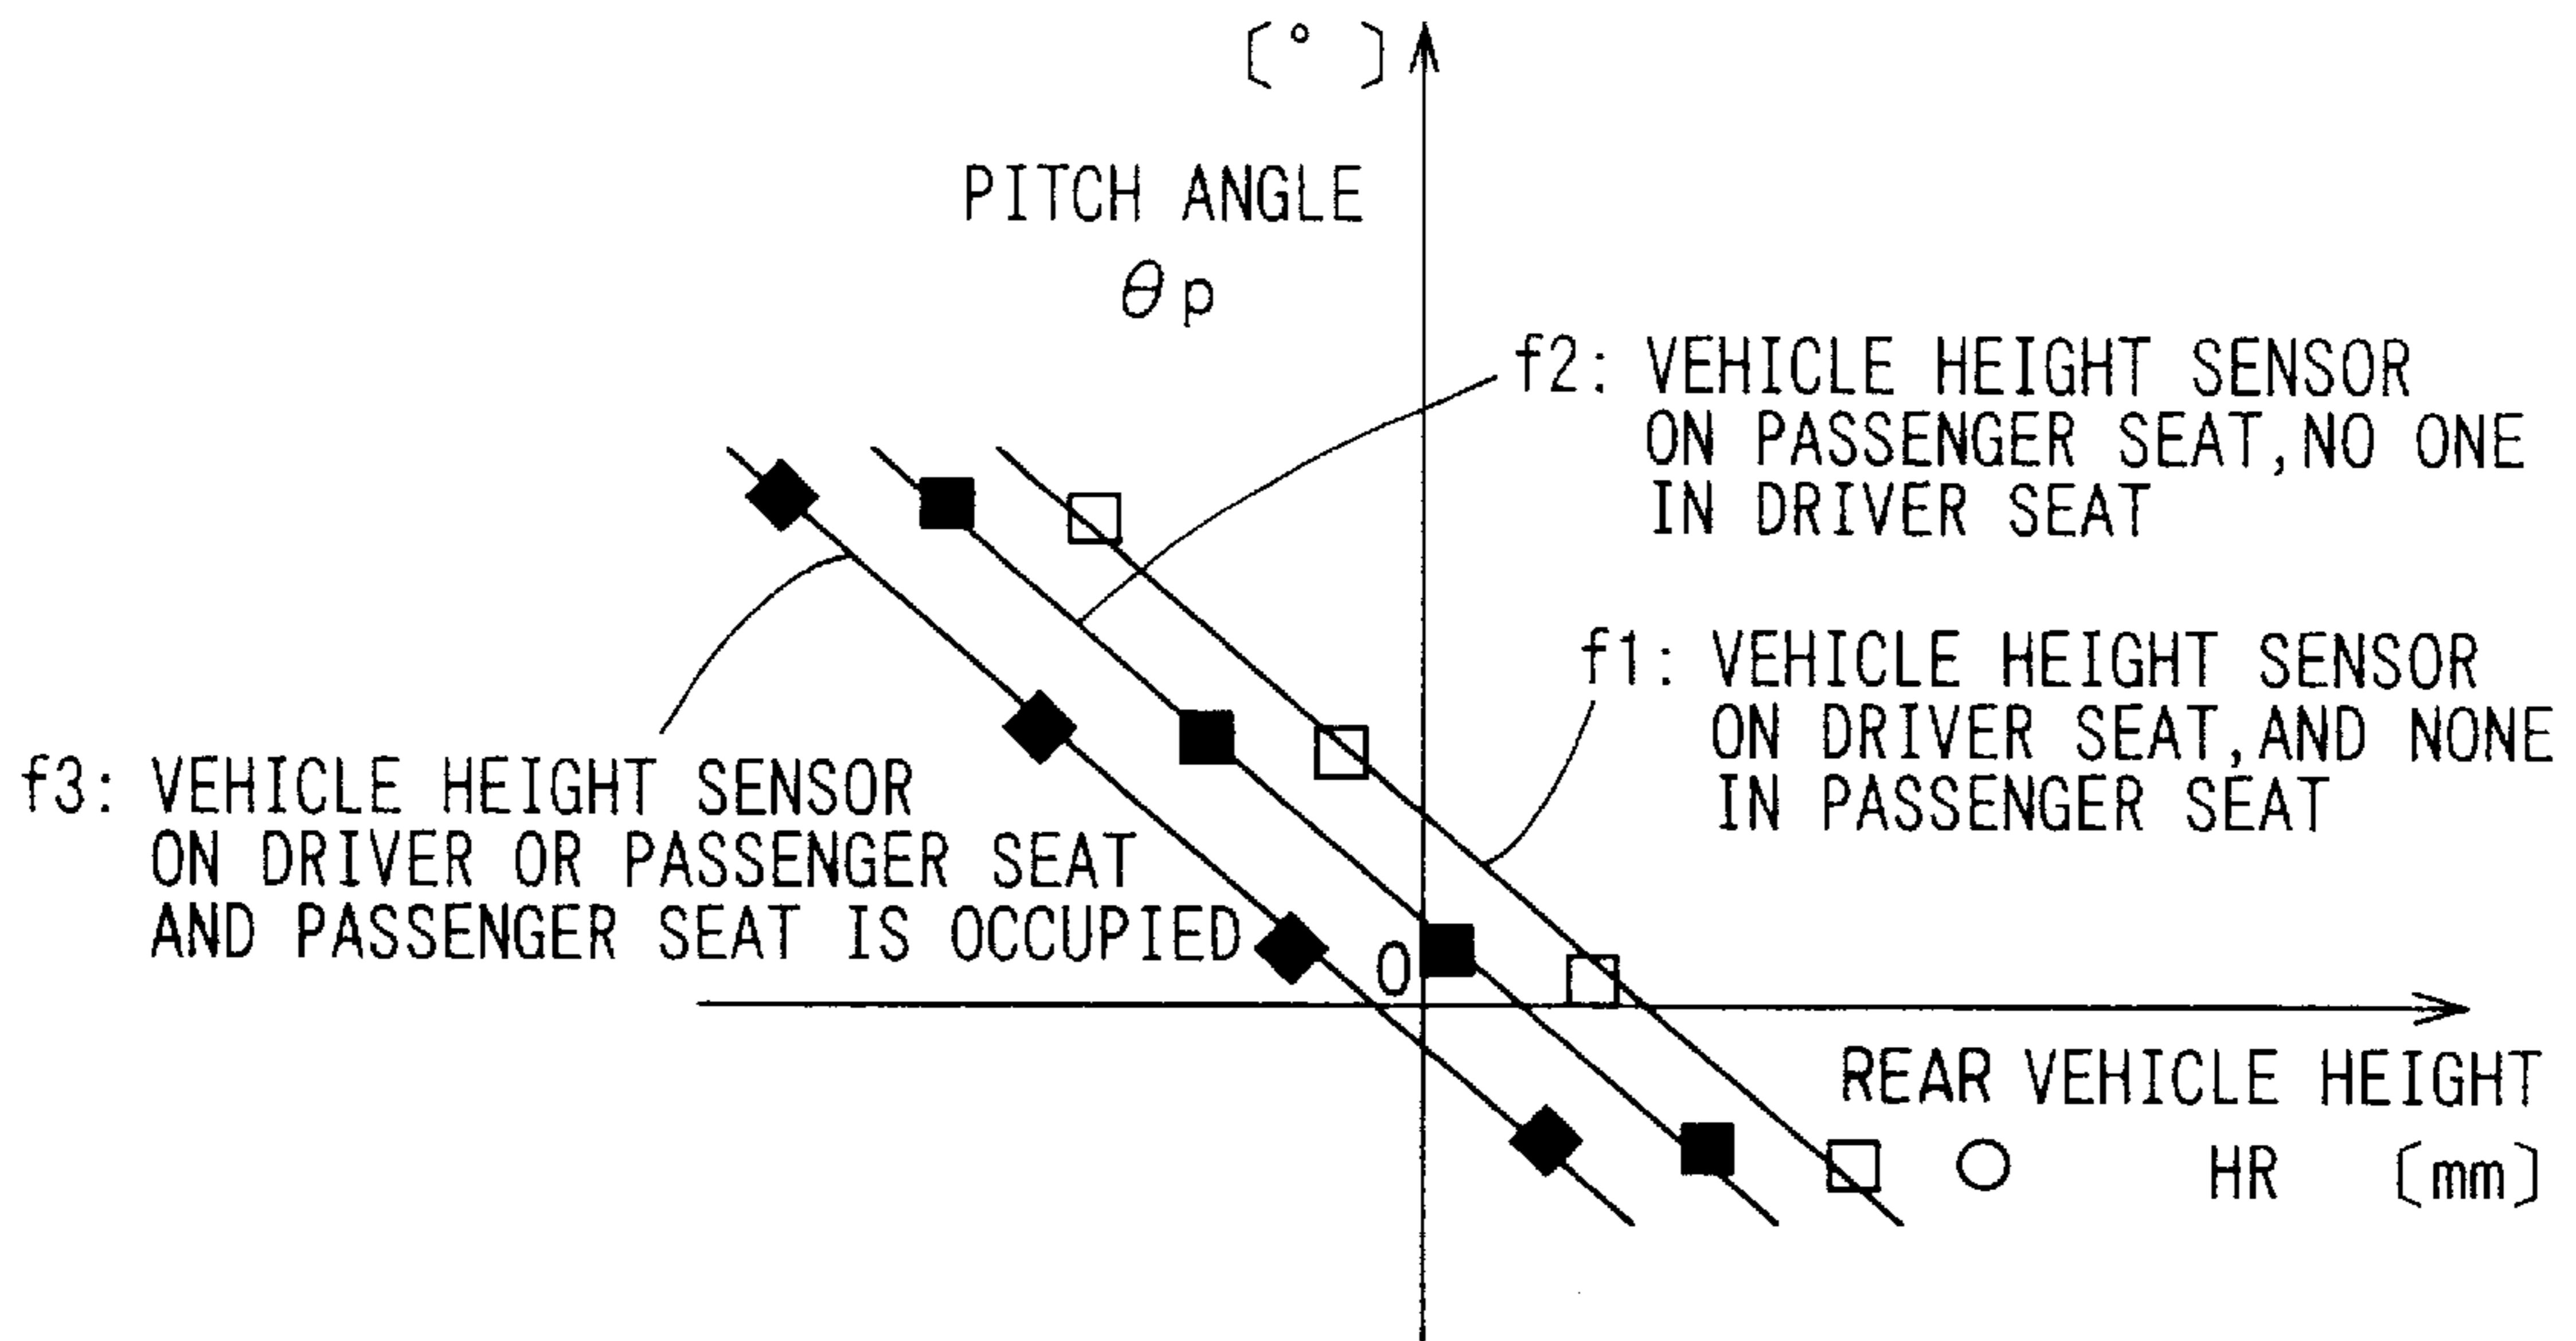 〔° 〕
PITCH ANGLE
θp
f2: VEHICLE HEIGHT SENSOR
ON PASSENGER SEAT,NO ONE
IN DRIVER SEAT
f1: VEHICLE HEIGHT SENSOR
ON DRIVER SEAT,AND NONE
IN PASSENGER SEAT
f3: VEHICLE HEIGHT SENSOR
ON DRIVER OR PASSENGER SEAT
AND PASSENGER SEAT IS OCCUPIED
0
REAR VEHICLE HEIGHT
HR 〔mm〕